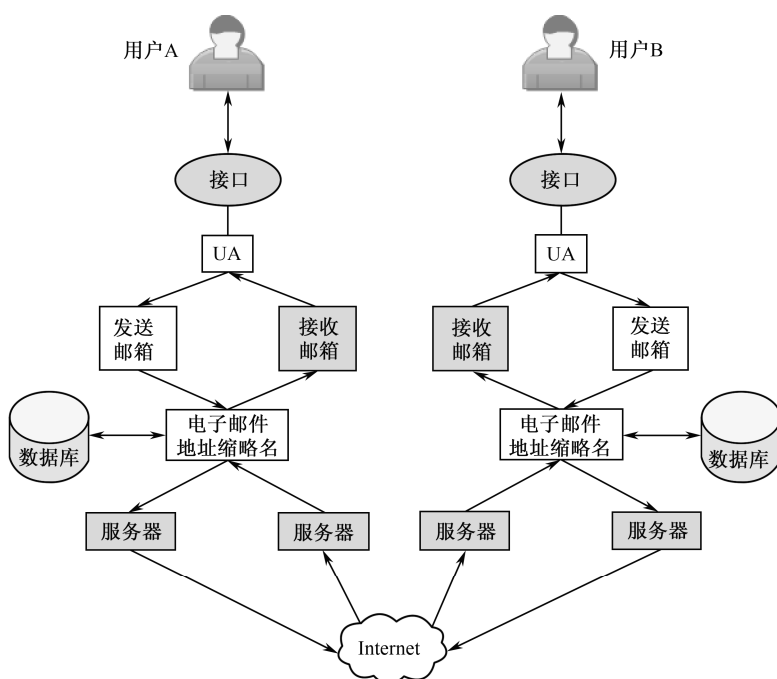 用户A
用户B
接口
接口
UA
UA
发送
邮箱
接收
邮箱
接收
邮箱
发送
邮箱
数据库
电子邮件
地址缩略名
电子邮件
地址缩略名
数据库
服务器
服务器
服务器
服务器
Internet